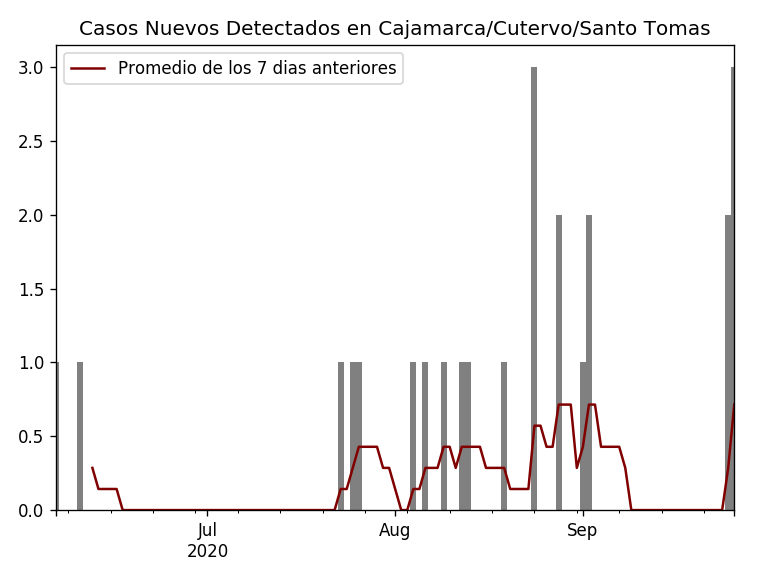 Casos Nuevos Detectados en Cajamarca/Cutervo/Santo Tomas
Promedio de los 7 dias anteriores
3.0
2.5
2.0
1.5
1.0
0.5
0.0
Jul
2020
Aug
Sep